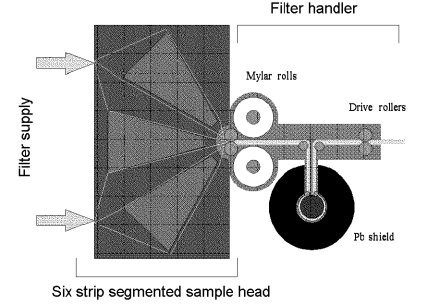 Filter handler
Mylar rolls
Drive rollers
Filter supply
Pb shield
Six strip segmented sample head